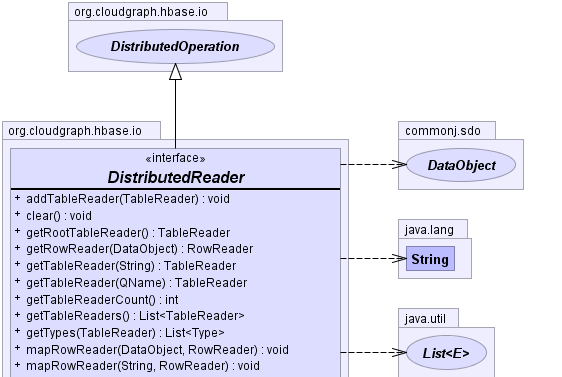 org.cloudgraph.hbase.io
DistributedOperation
org.cloudgraph.hbase.io
«interface»
DistributedReader
+ addTableReader(TableReader) : void
+ clear() : void
+ getRootTableReader() : TableReader
+ getRowReader(DataObject) : RowReader
+ getTableReader(String) : TableReader
+ getTableReader(QName) : TableReader
+ getTableReaderCount() : int
+ getTableReaders() : List<TableReader>
+ getTypes(TableReader) : List<Type>
+ mapRowReader(DataObject, RowReader) : void
+ mapRowReader(String, RowReader) : void
commonj.sdo
DataObject
java.lang
String
java.util
List<E>